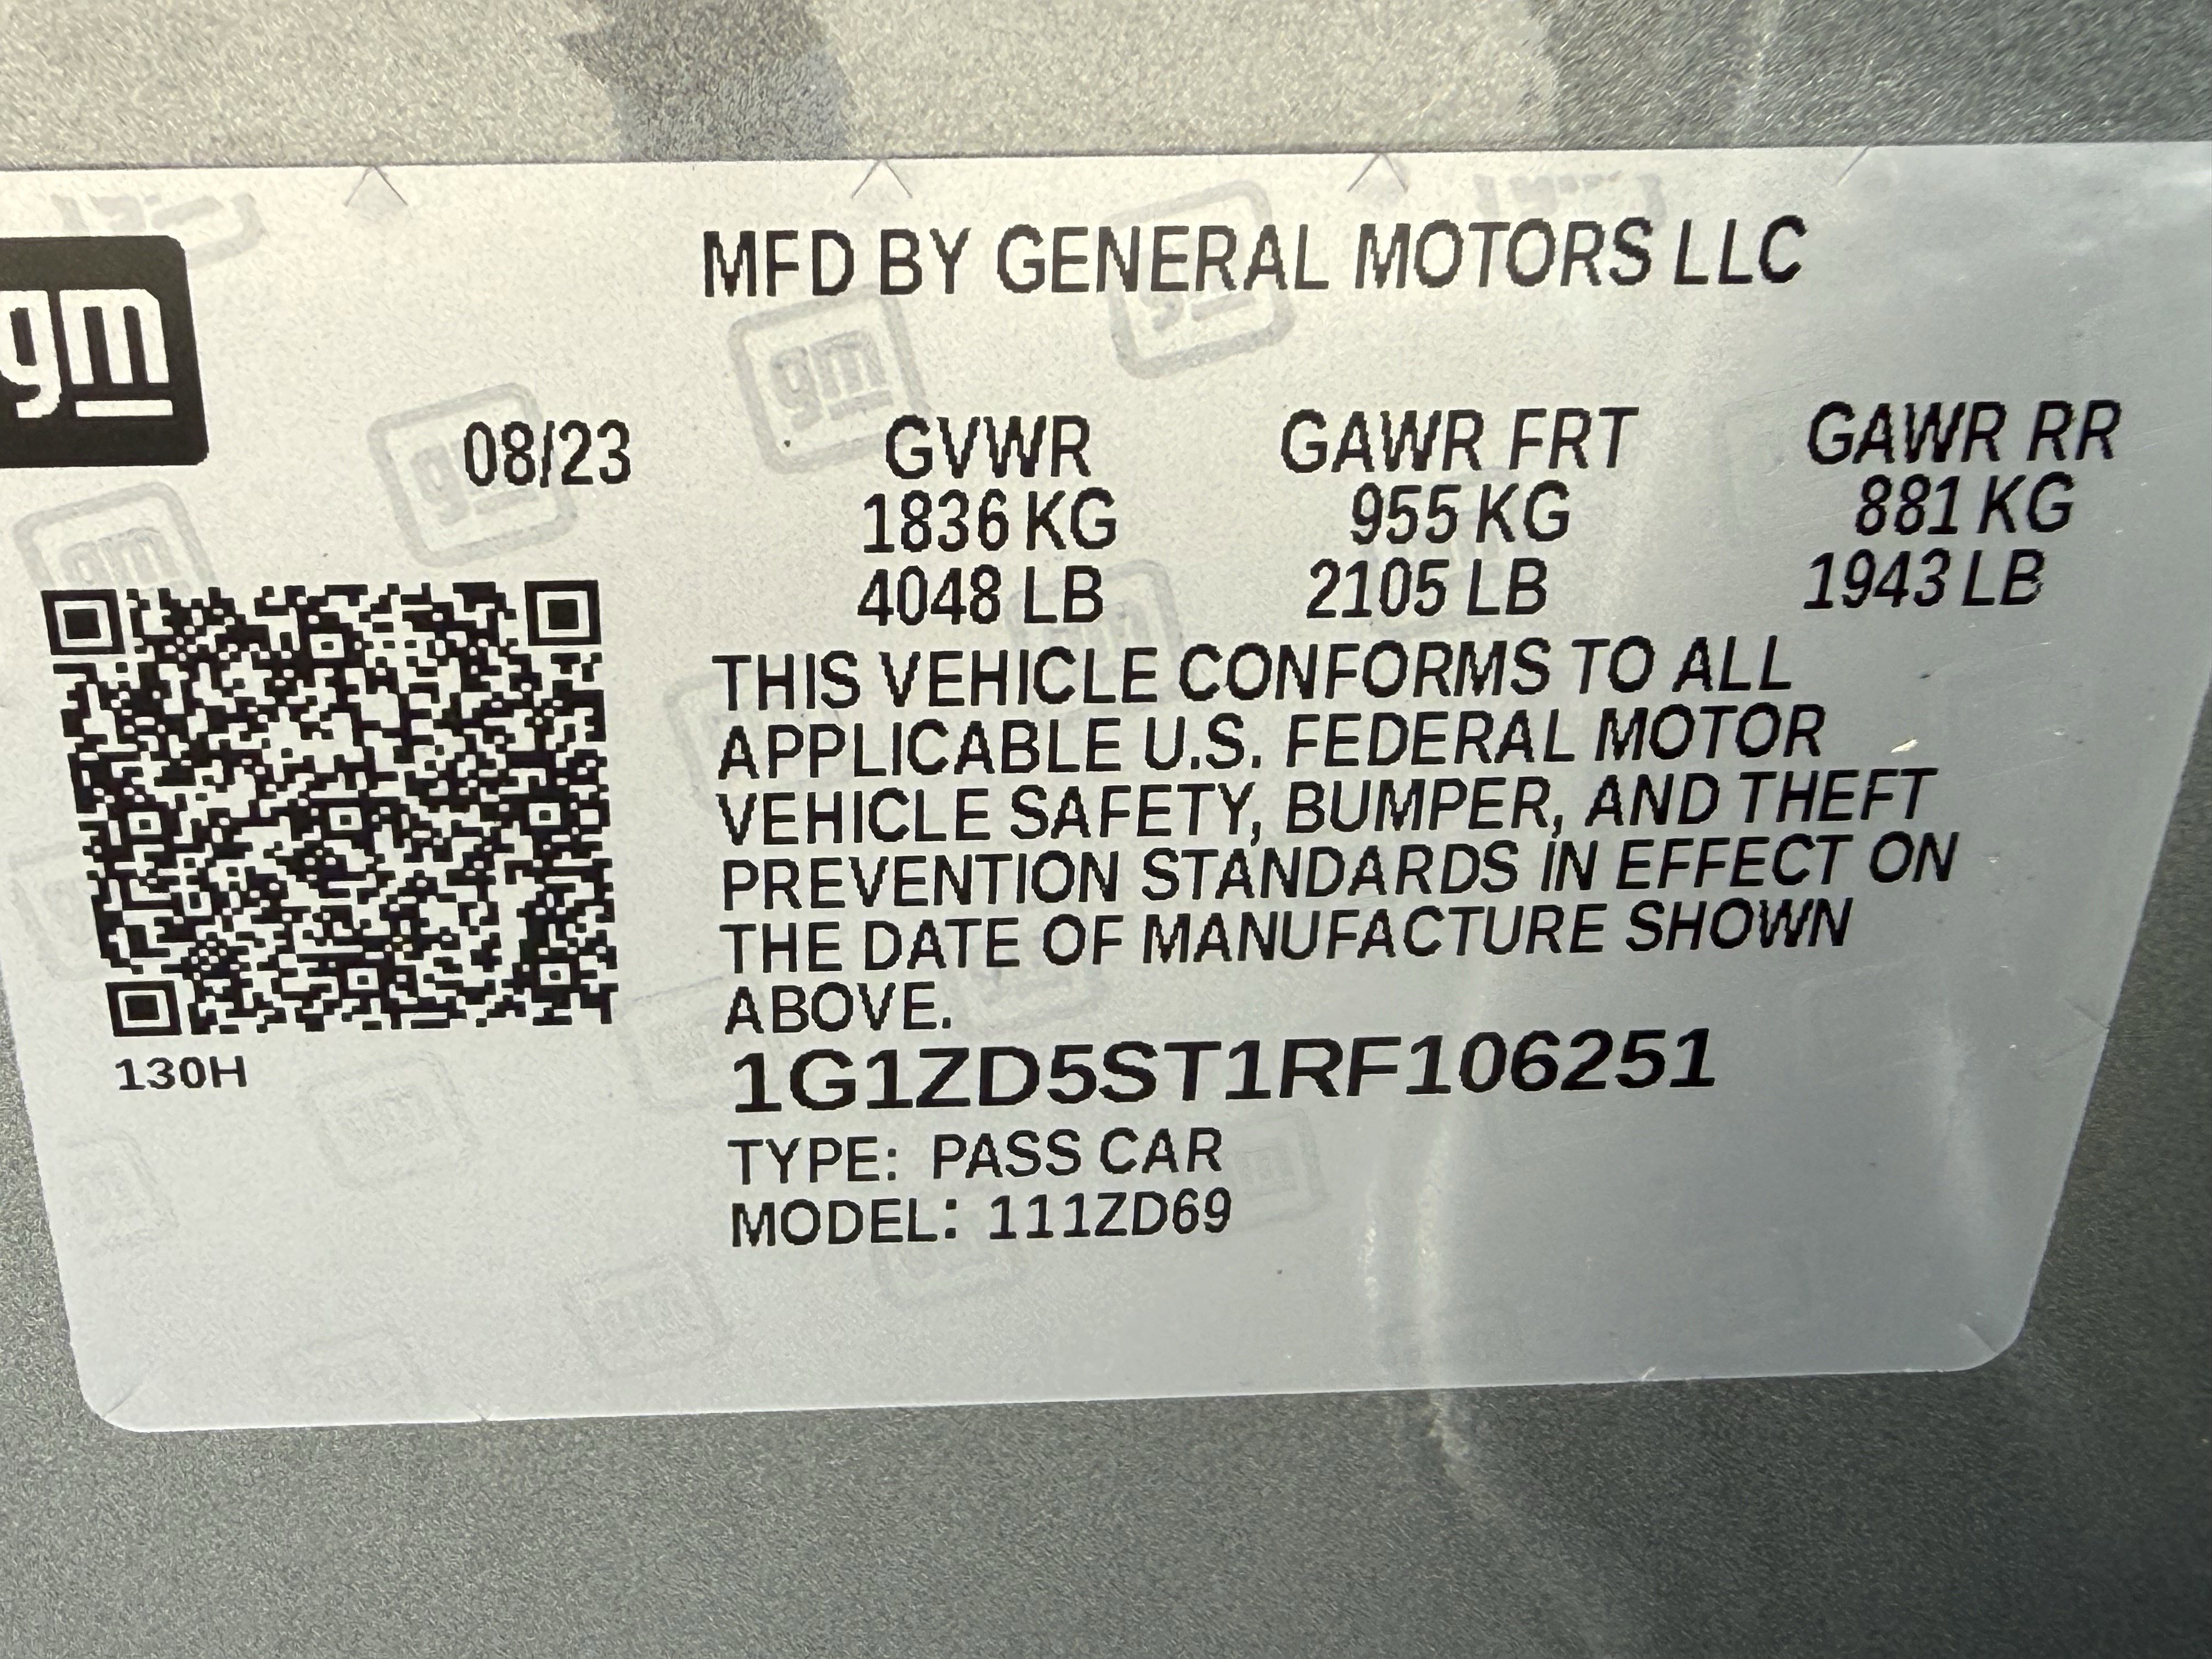 gm
MFD BY GENERAL MOTORS LLC
08/23
GVWR GAWR FRT GAWR RR
1836 KG 955 KG 881 KG
4048 LB 2105 LB 1943 LB
THIS VEHICLE CONFORMS TO ALL
APPLICABLE U.S. FEDERAL MOTOR
VEHICLE SAFETY, BUMPER, AND THEFT
PREVENTION STANDARDS IN EFFECT ON
THE DATE OF MANUFACTURE SHOWN
ABOVE.
130H
1G1ZD5ST1RF106251
TYPE: PASS CAR
MODEL: 111ZD69